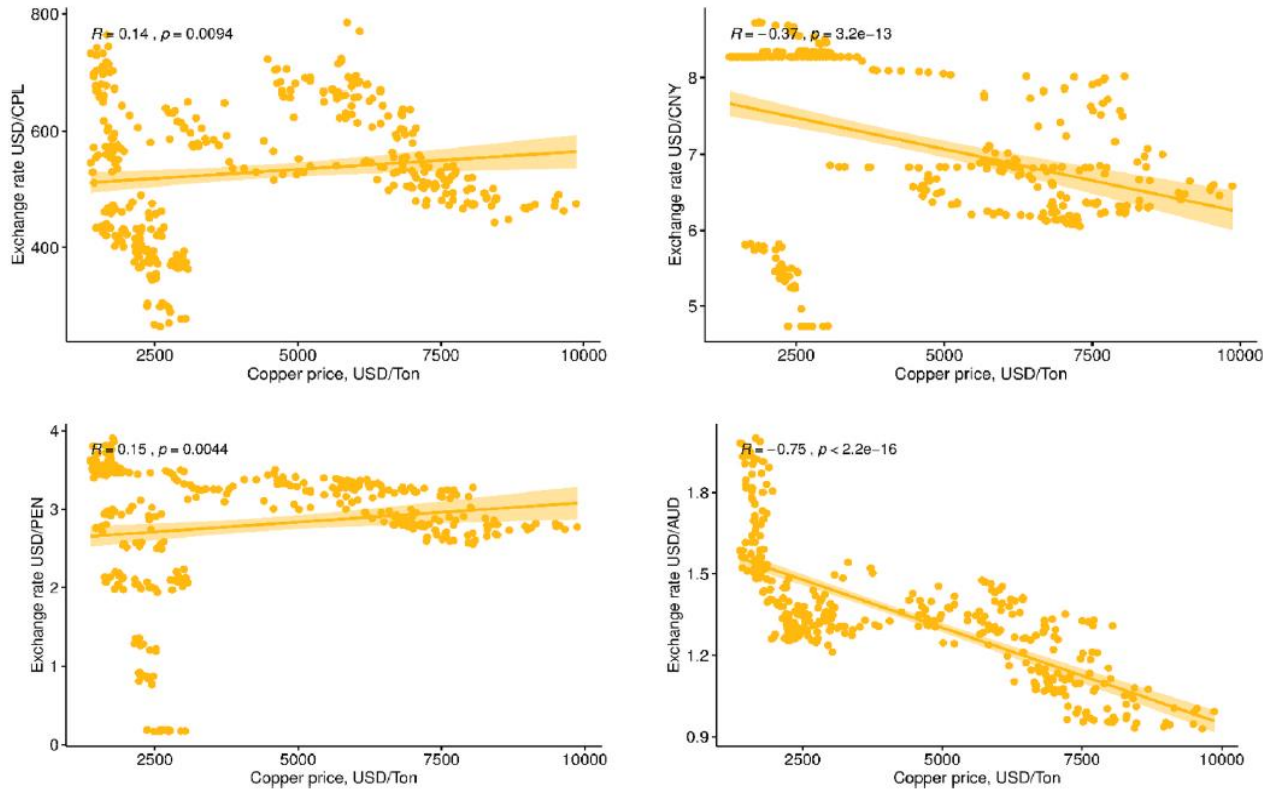 800
600
400
Exchange rate USD/CPL
R = 0.14 , p = 0.0094
2500 5000 7500 10000
Copper price, USD/Ton
8
7
6
5
Exchange rate USD/CNY
R = −0.37 , p = 3.2e−13
2500 5000 7500 10000
Copper price, USD/Ton
4
3
2
1
0
Exchange rate USD/PEN
R = 0.15 , p = 0.0044
2500 5000 7500 10000
Copper price, USD/Ton
1.8
1.5
1.2
0.9
Exchange rate USD/AUD
R = −0.75 , p < 2.2e−16
2500 5000 7500 10000
Copper price, USD/Ton